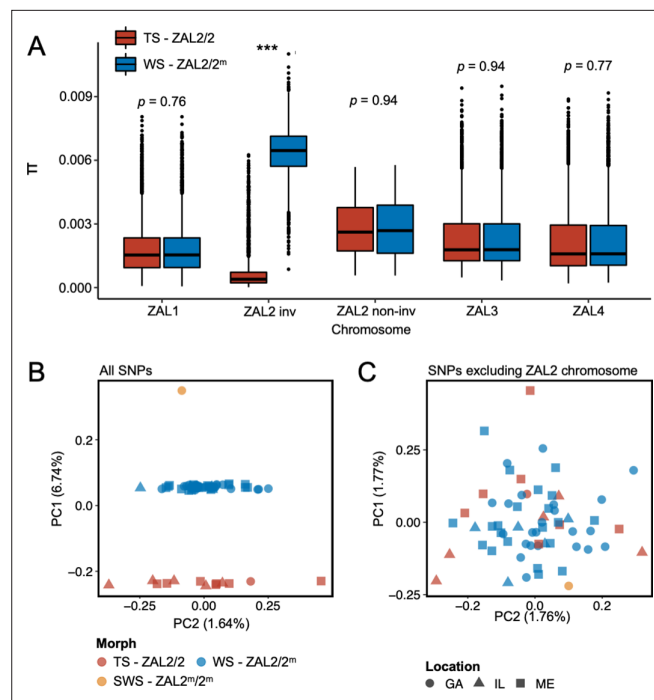 A
TS - ZAL2/2
WS - ZAL2/2ᵐ
***
p = 0.76
p = 0.94
p = 0.94
p = 0.77
0.009
0.006
0.003
0.000
π
ZAL1
ZAL2 inv
ZAL2 non-inv
ZAL3
ZAL4
Chromosome
B
All SNPs
0.2
0.0
−0.2
PC1 (6.74%)
−0.25
0.00
0.25
PC2 (1.64%)
Morph
TS - ZAL2/2
WS - ZAL2/2ᵐ
SWS - ZAL2ᵐ/2ᵐ
C
SNPs excluding ZAL2 chromosome
0.25
0.00
-0.25
PC1 (1.77%)
−0.2
0.0
0.2
PC2 (1.76%)
Location
GA
IL
ME